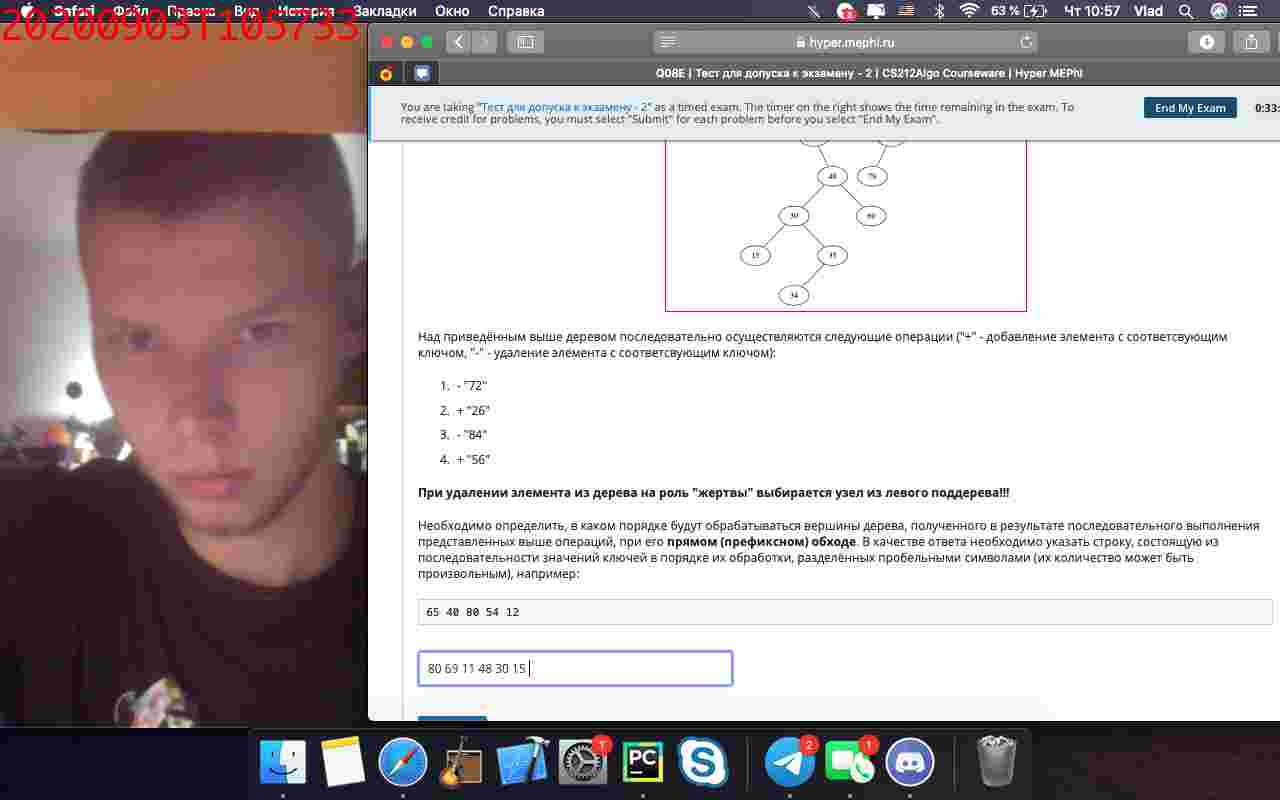 20200903T105733
Safari Файл Правка Вид История Закладки Окно Справка 63 % Чт 10:57 Vlad
hyper.mephi.ru
Q08E | Тест для допуска к экзамену - 2 | CS212Algo Courseware | Hyper.MEPhI
You are taking "Тест для допуска к экзамену - 2" as a timed exam. The timer on the right shows the time remaining in the exam. To
receive credit for problems, you must select "Submit" for each problem before you select "End My Exam".
End My Exam
0:33:
48 79
30
15
34
Над приведённым выше деревом последовательно осуществляются следующие операции ("+" - добавление элемента с соответсвующим
ключом, "-" - удаление элемента с соответсвующим ключом):
1. - "72"
2. + "26"
3. - "84"
4. + "56"
При удалении элемента из дерева на роль "жертвы" выбирается узел из левого поддерева!!!
Необходимо определить, в каком порядке будут обрабатываться вершины дерева, полученного в результате последовательного выполнения
представленных выше операций, при его прямом (префиксном) обходе. В качестве ответа необходимо указать строку, состоящую из
последовательности значений ключей в порядке их обработки, разделённых пробельными символами (их количество может быть
произвольным), например:
65 40 80 54 12
80 69 11 48 30 15
PC
2
1